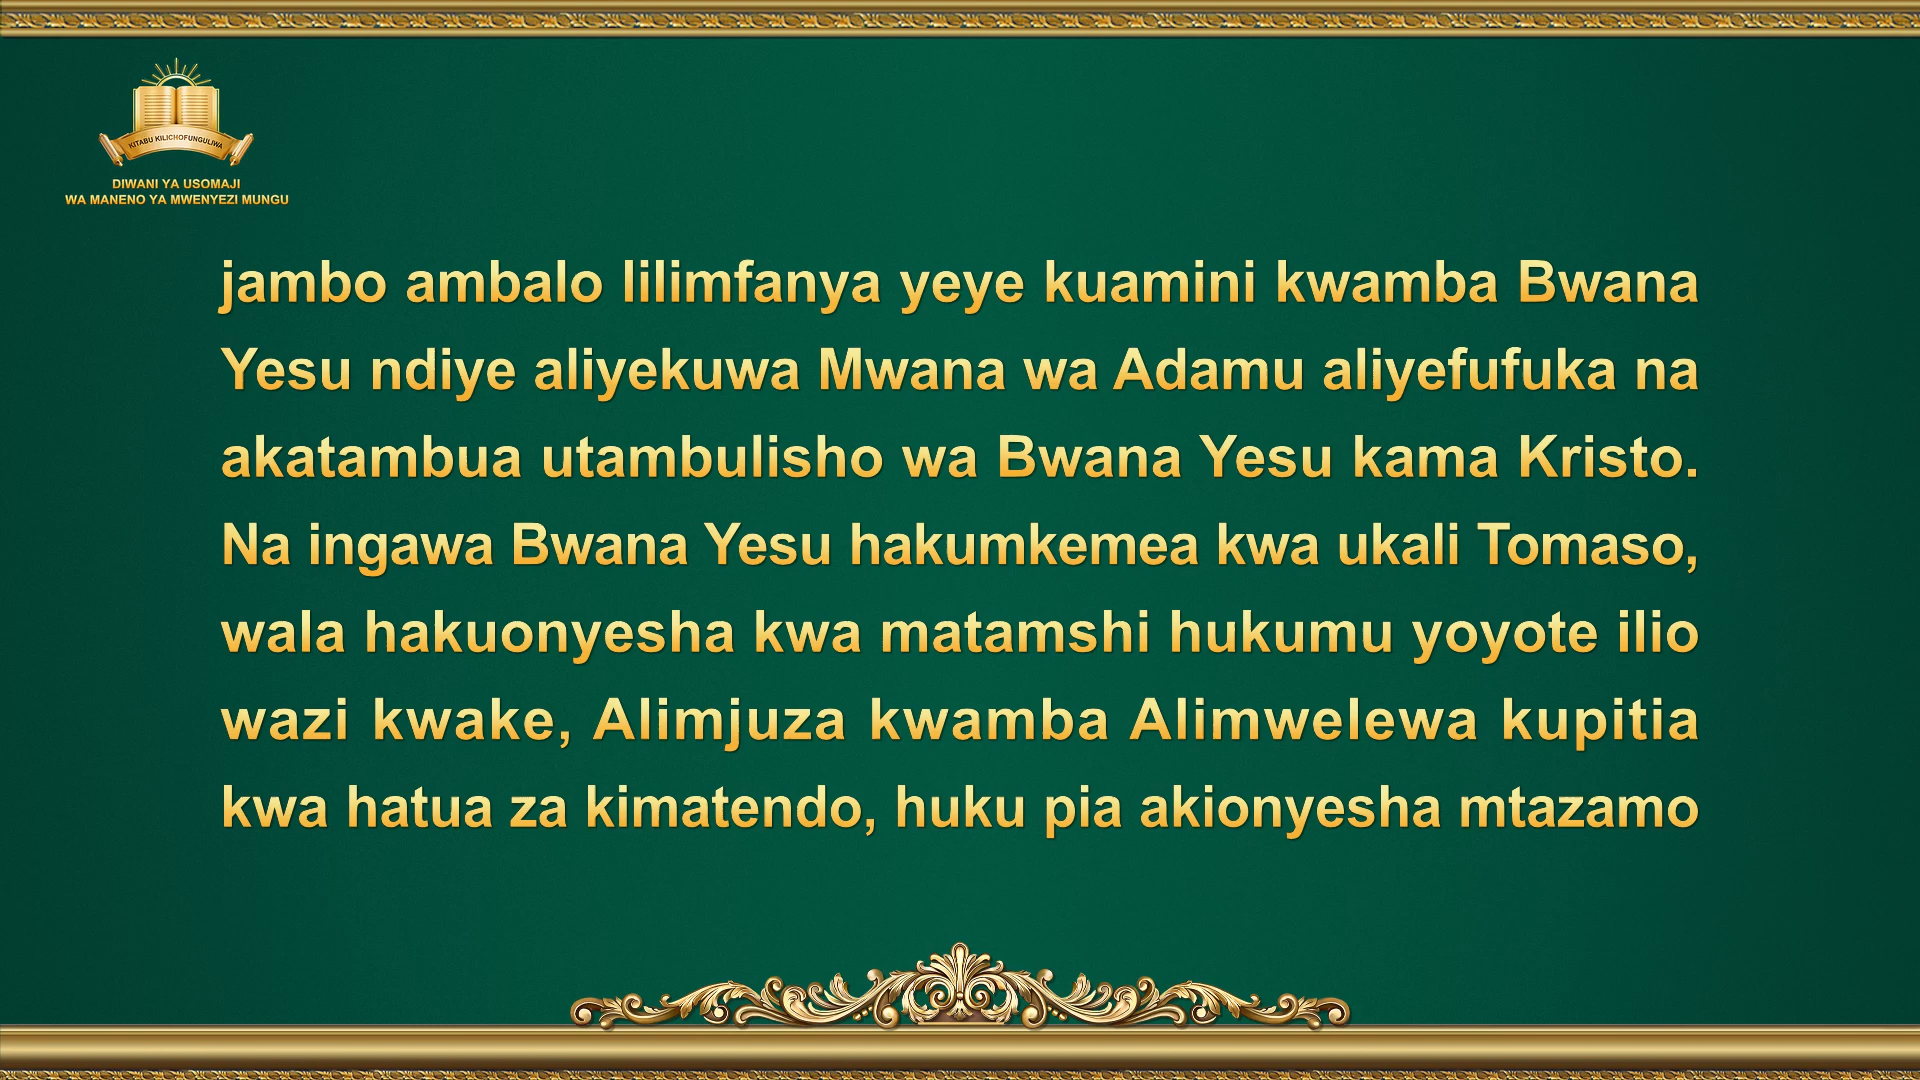 KITABU KILICHOFUNGULIWA
DIWANI YA USOMAJI
WA MANENO YA MWENYEZI MUNGU
jambo ambalo lilimfanya yeye kuamini kwamba Bwana
Yesu ndiye aliyekuwa Mwana wa Adamu aliyefufuka na
akatambua utambulisho wa Bwana Yesu kama Kristo.
Na ingawa Bwana Yesu hakumkemea kwa ukali Tomaso,
wala hakuonyesha kwa matamshi hukumu yoyote ilio
wazi kwake, Alimjuza kwamba Alimwelewa kupitia
kwa hatua za kimatendo, huku pia akionyesha mtazamo